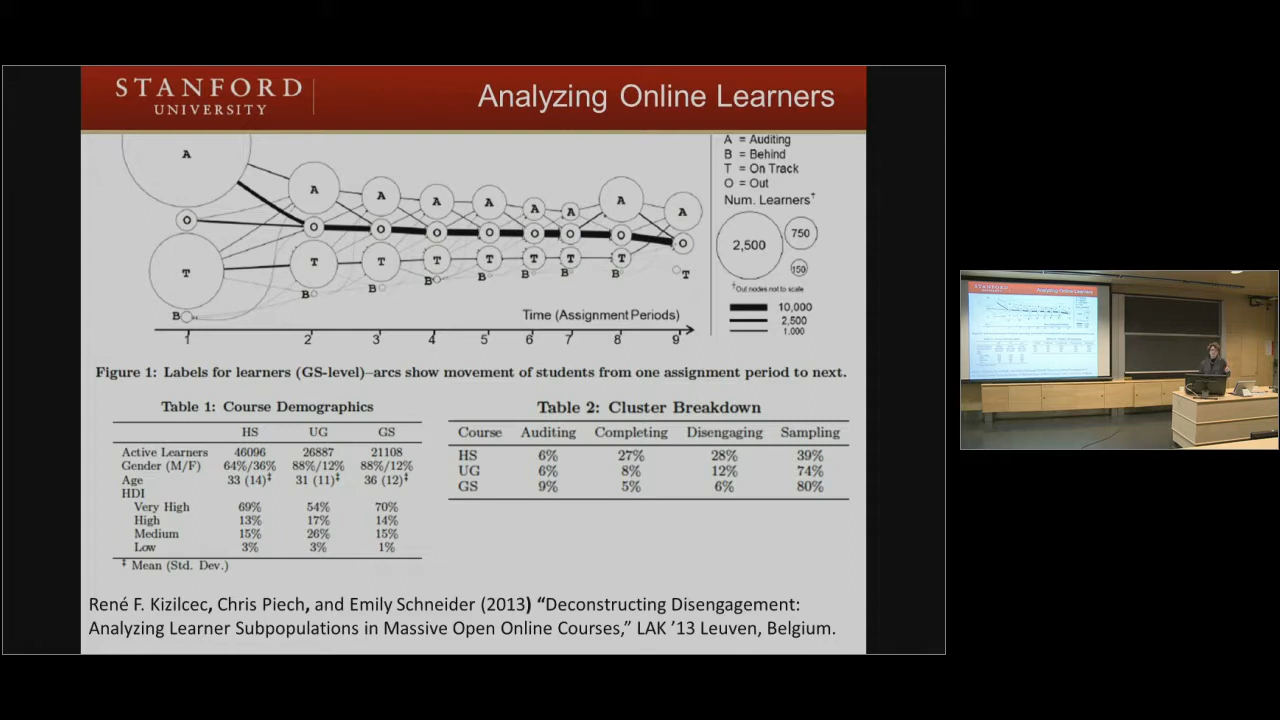 STANFORD
UNIVERSITY
Analyzing Online Learners
A = Auditing
B = Behind
T = On Track
O = Out
Num. Learners†
2,500
750
150
†Out nodes not to scale
10,000
2,500
1,000
A
A
A
A
A
A
A
A
A
O
O
O
O
O
O
O
O
O
T
T
T
T
T
T
T
T
T
B
B
B
B
B
B
B
B
Time (Assignment Periods)
1
2
3
4
5
6
7
8
9
Figure 1: Labels for learners (GS-level)–arcs show movement of students from one assignment period to next.
Table 1: Course Demographics
HS UG GS
Active Learners 46096 26887 21108
Gender (M/F) 64%/36% 88%/12% 88%/12%
Age 33 (14)‡ 31 (11)‡ 36 (12)‡
HDI
Very High 69% 54% 70%
High 13% 17% 14%
Medium 15% 26% 15%
Low 3% 3% 1%
‡ Mean (Std. Dev.)
Table 2: Cluster Breakdown
Course Auditing Completing Disengaging Sampling
HS 6% 27% 28% 39%
UG 6% 8% 12% 74%
GS 9% 5% 6% 80%
René F. Kizilcec, Chris Piech, and Emily Schneider (2013) “Deconstructing Disengagement:
Analyzing Learner Subpopulations in Massive Open Online Courses,” LAK ’13 Leuven, Belgium.
STANFORD
Analyzing Online Learners